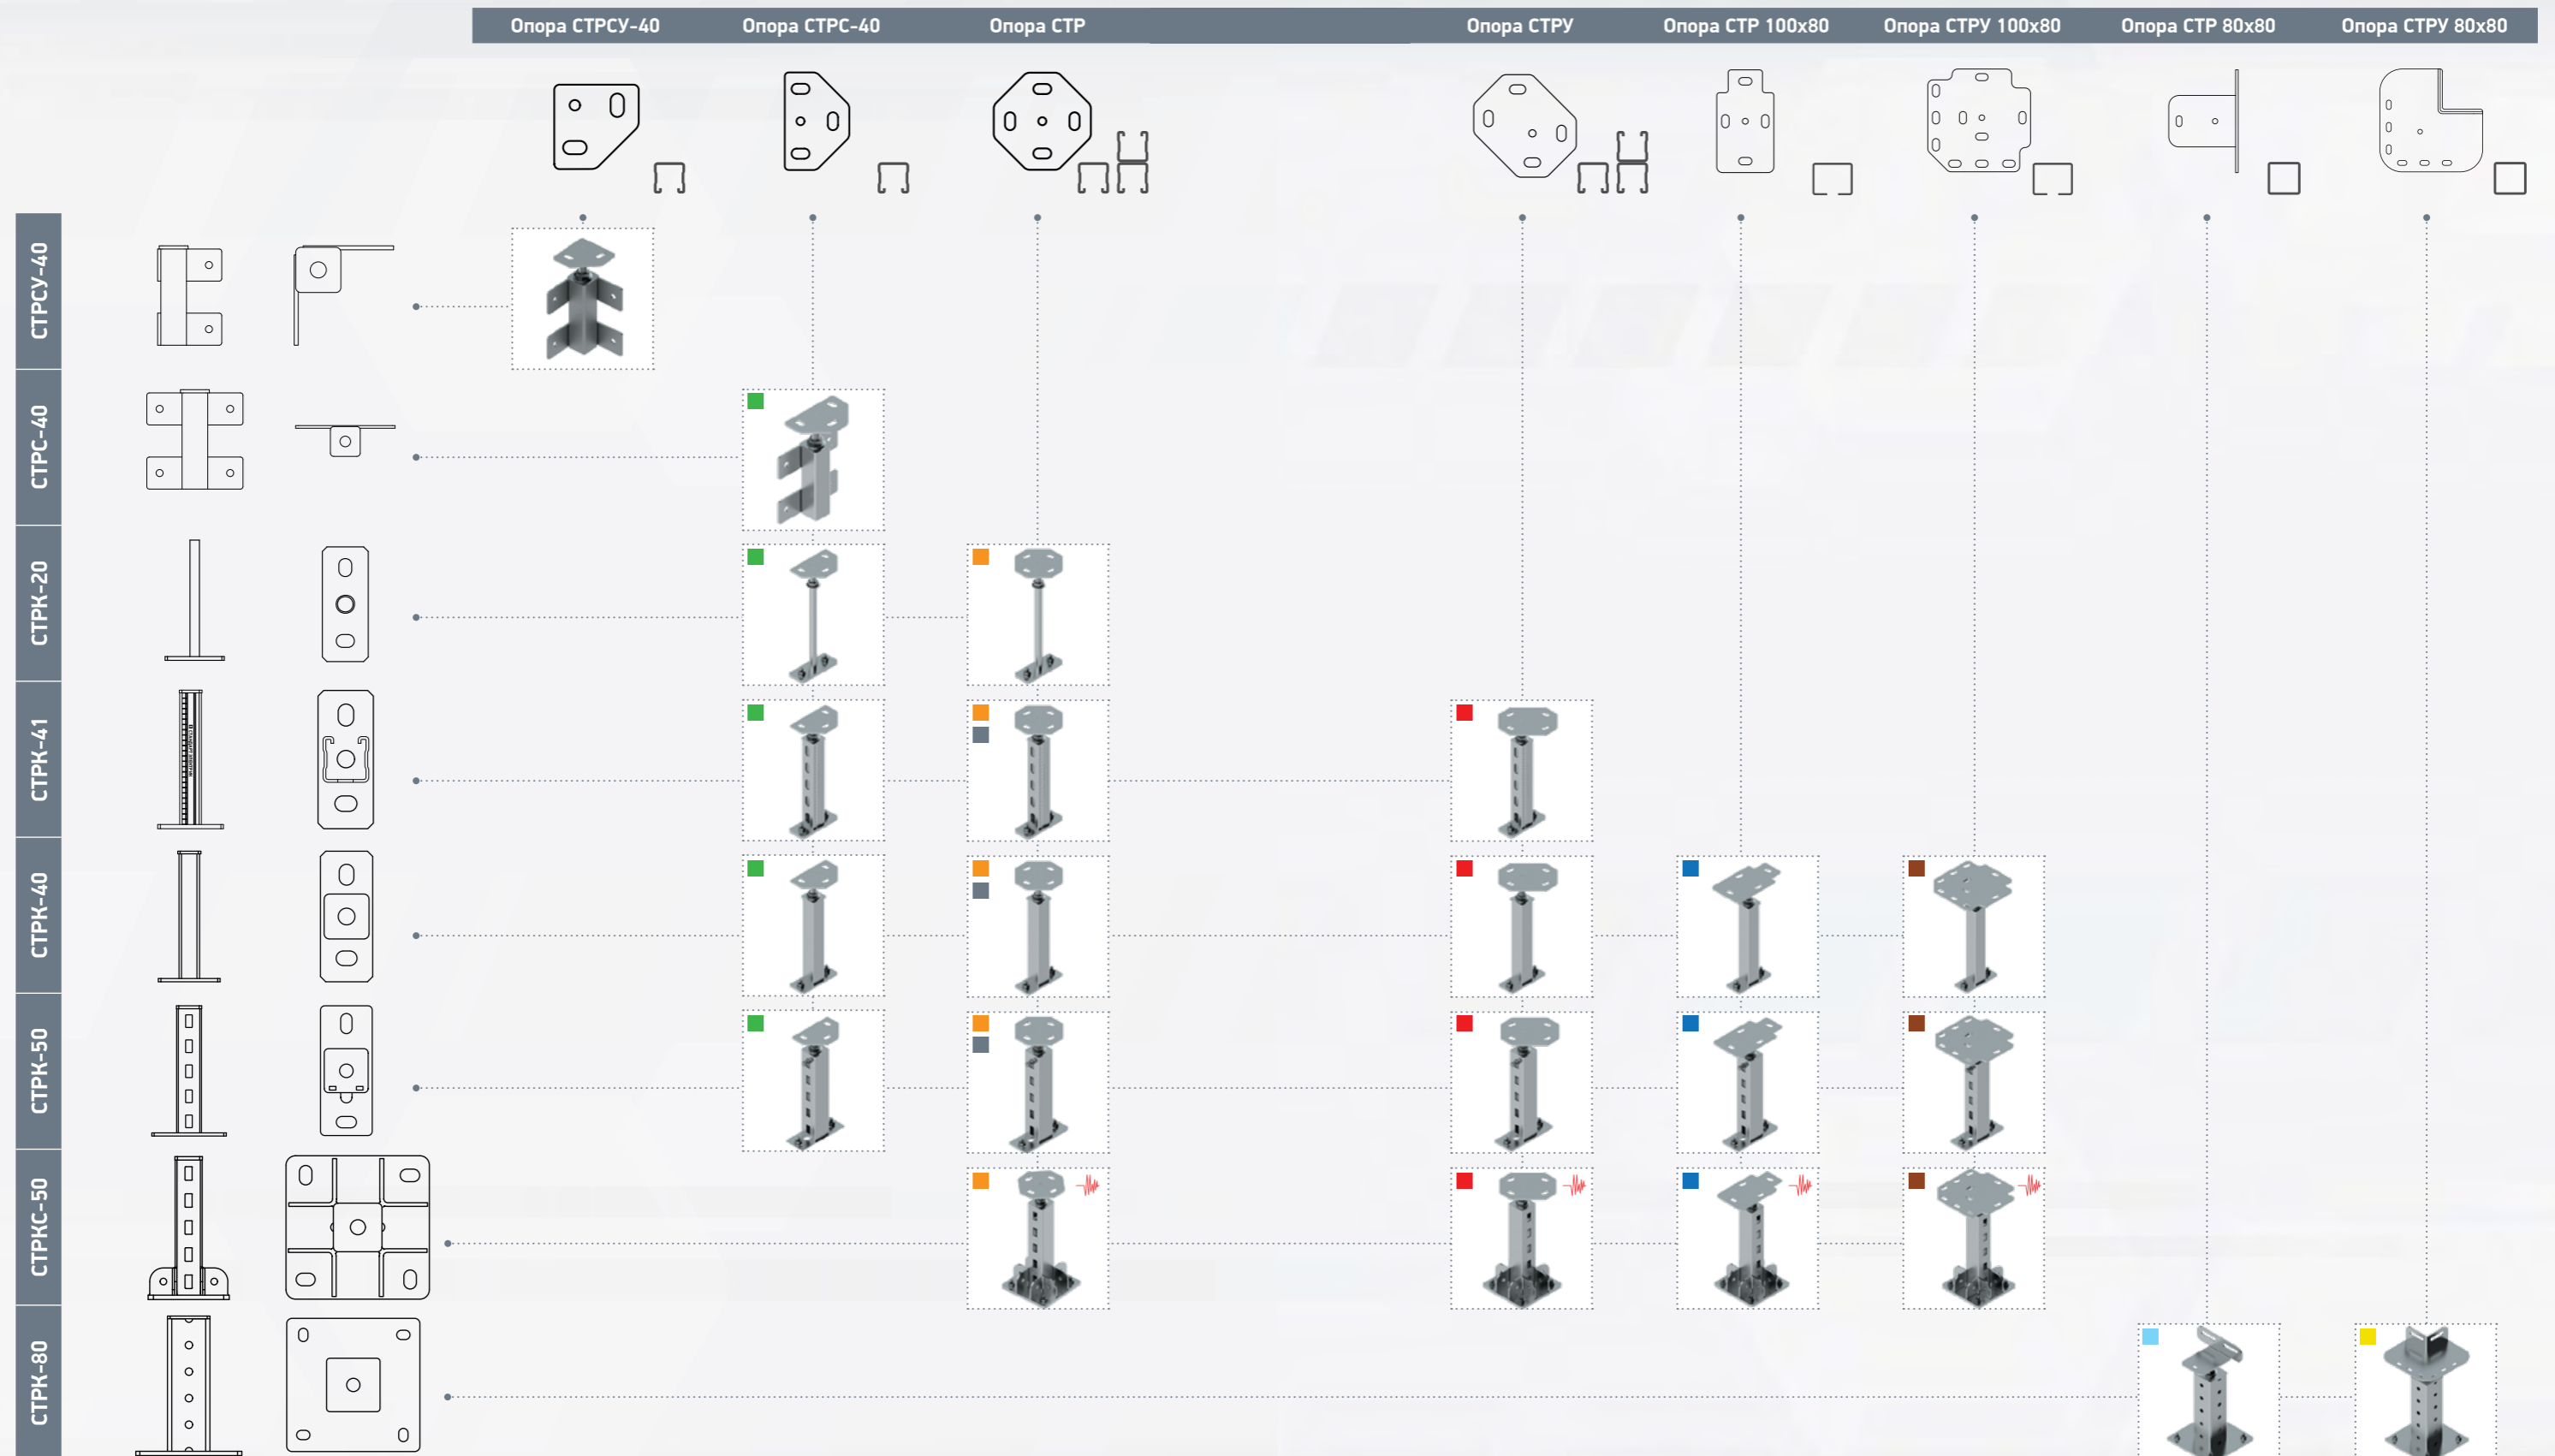 Опора СТРСУ-40
Опора СТРС-40
Опора СТР
Опора СТРУ
Опора СТР 100х80
Опора СТРУ 100х80
Опора СТР 80х80
Опора СТРУ 80х80
СТРСУ-40
СТРС-40
СТРК-20
СТРК-41
СТРК-40
СТРК-50
СТРКС-50
СТРК-80